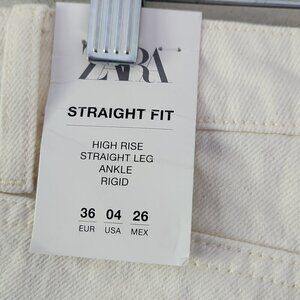 ZARA
STRAIGHT FIT
HIGH RISE
STRAIGHT LEG
ANKLE
RIGID
36 04 26
EUR USA MEX